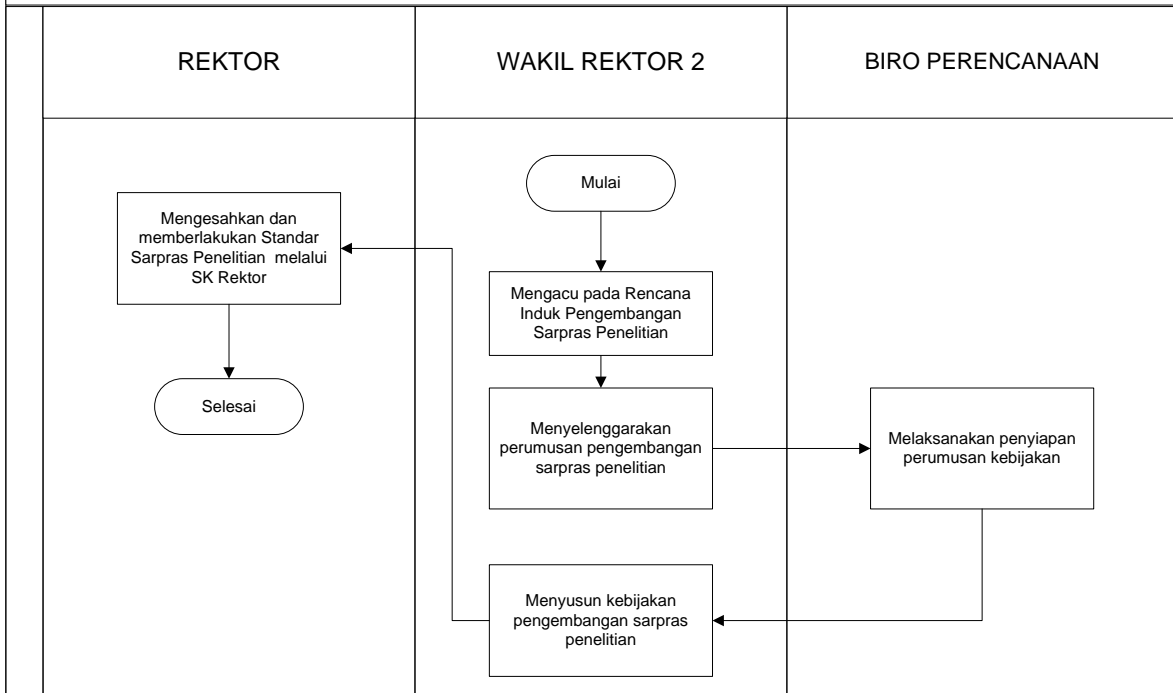 REKTOR
WAKIL REKTOR 2
BIRO PERENCANAAN
Mulai
Mengesahkan dan
memberlakukan Standar
Sarpras Penelitian melalui
SK Rektor
Mengacu pada Rencana
Induk Pengembangan
Sarpras Penelitian
Selesai
Menyelenggarakan
perumusan pengembangan
sarpras penelitian
Melaksanakan penyiapan
perumusan kebijakan
Menyusun kebijakan
pengembangan sarpras
penelitian